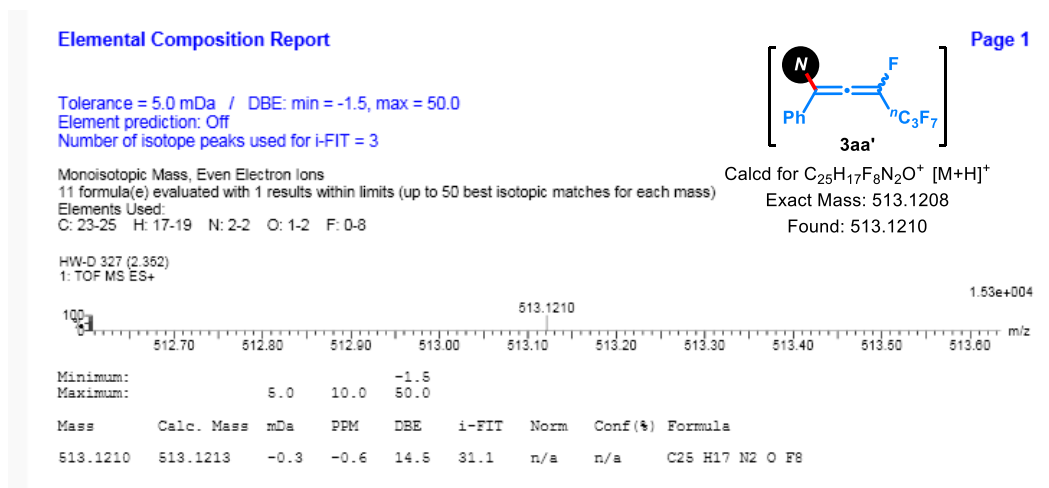 Elemental Composition Report
Page 1
Tolerance = 5.0 mDa / DBE: min = -1.5, max = 50.0
Element prediction: Off
Number of isotope peaks used for i-FIT = 3
Monoisotopic Mass, Even Electron Ions
11 formula(e) evaluated with 1 results within limits (up to 50 best isotopic matches for each mass)
Elements Used:
C: 23-25 H: 17-19 N: 2-2 O: 1-2 F: 0-8
N
F
Ph
ⁿC₃F₇
3aa'
Calcd for C₂₅H₁₇F₈N₂O⁺ [M+H]⁺
Exact Mass: 513.1208
Found: 513.1210
HW-D 327 (2.352)
1: TOF MS ES+
1.53e+004
513.1210
100
%
0
m/z
512.70 512.80 512.90 513.00 513.10 513.20 513.30 513.40 513.50 513.60
Minimum: -1.5
Maximum: 5.0 10.0 50.0
Mass Calc. Mass mDa PPM DBE i-FIT Norm Conf(%) Formula
513.1210 513.1213 -0.3 -0.6 14.5 31.1 n/a n/a C25 H17 N2 O F8